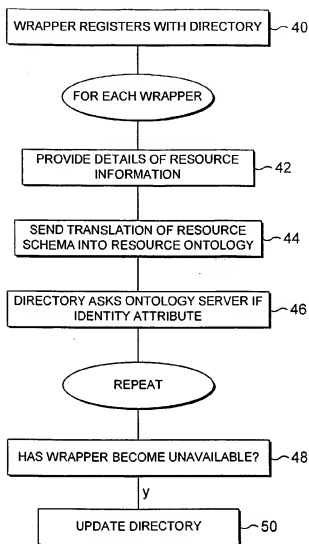 WRAPPER REGISTERS WITH DIRECTORY
40
FOR EACH WRAPPER
PROVIDE DETAILS OF RESOURCE
INFORMATION
42
SEND TRANSLATION OF RESOURCE
SCHEMA INTO RESOURCE ONTOLOGY
44
DIRECTORY ASKS ONTOLOGY SERVER IF
IDENTITY ATTRIBUTE
46
REPEAT
HAS WRAPPER BECOME UNAVAILABLE?
48
y
UPDATE DIRECTORY
50